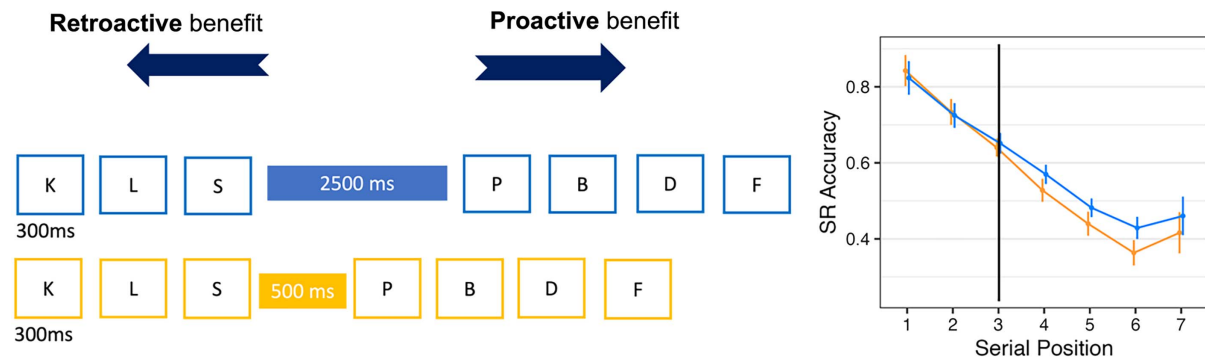 Retroactive benefit
Proactive benefit
K L S 2500 ms P B D F
300ms
K L S 500 ms P B D F
300ms
SR Accuracy
0.8
0.6
0.4
1 2 3 4 5 6 7
Serial Position